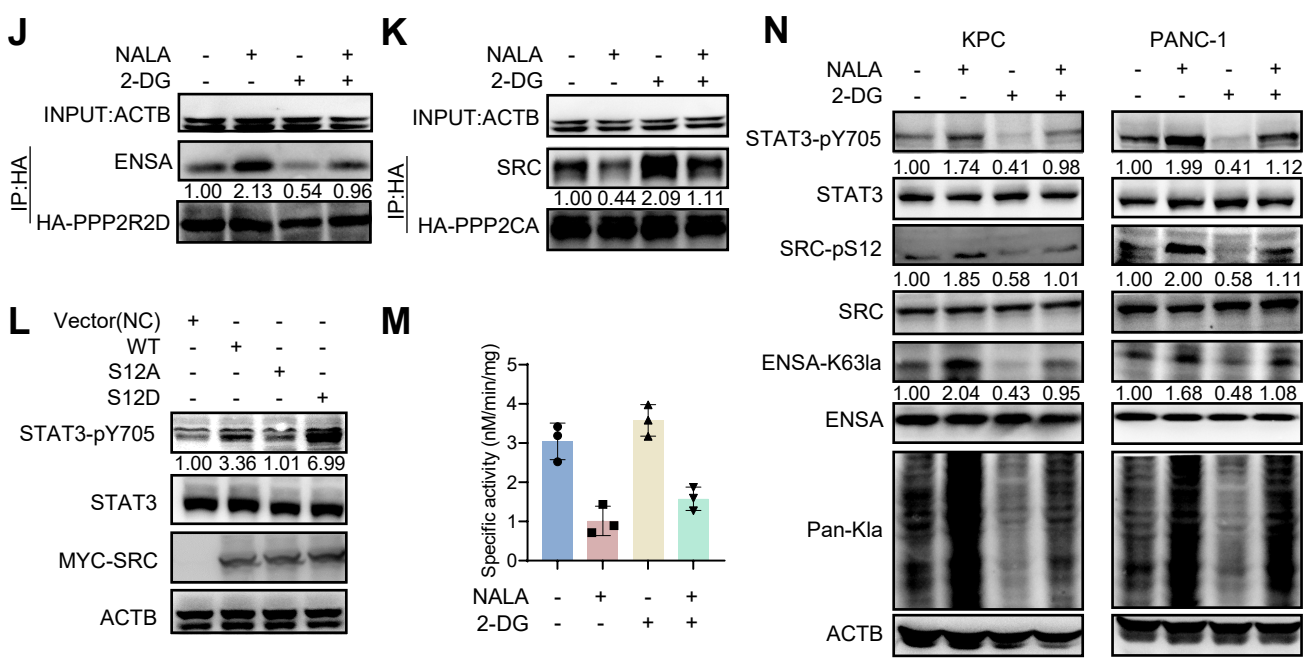 J
NALA - + - +
2-DG - - + +
INPUT:ACTB
IP:HA
ENSA
1.00 2.13 0.54 0.96
HA-PPP2R2D
K
NALA - + - +
2-DG - - + +
INPUT:ACTB
IP:HA
SRC
1.00 0.44 2.09 1.11
HA-PPP2CA
L
Vector(NC) + - - -
WT - + - -
S12A - - + -
S12D - - - +
STAT3-pY705
1.00 3.36 1.01 6.99
STAT3
MYC-SRC
ACTB
M
Specific activity (nM/min/mg)
5
4
3
2
1
0
NALA - + - +
2-DG - - + +
N
KPC PANC-1
NALA - + - + - + - +
2-DG - - + + - - + +
STAT3-pY705
1.00 1.74 0.41 0.98 1.00 1.99 0.41 1.12
STAT3
SRC-pS12
1.00 1.85 0.58 1.01 1.00 2.00 0.58 1.11
SRC
ENSA-K63la
1.00 2.04 0.43 0.95 1.00 1.68 0.48 1.08
ENSA
Pan-Kla
ACTB